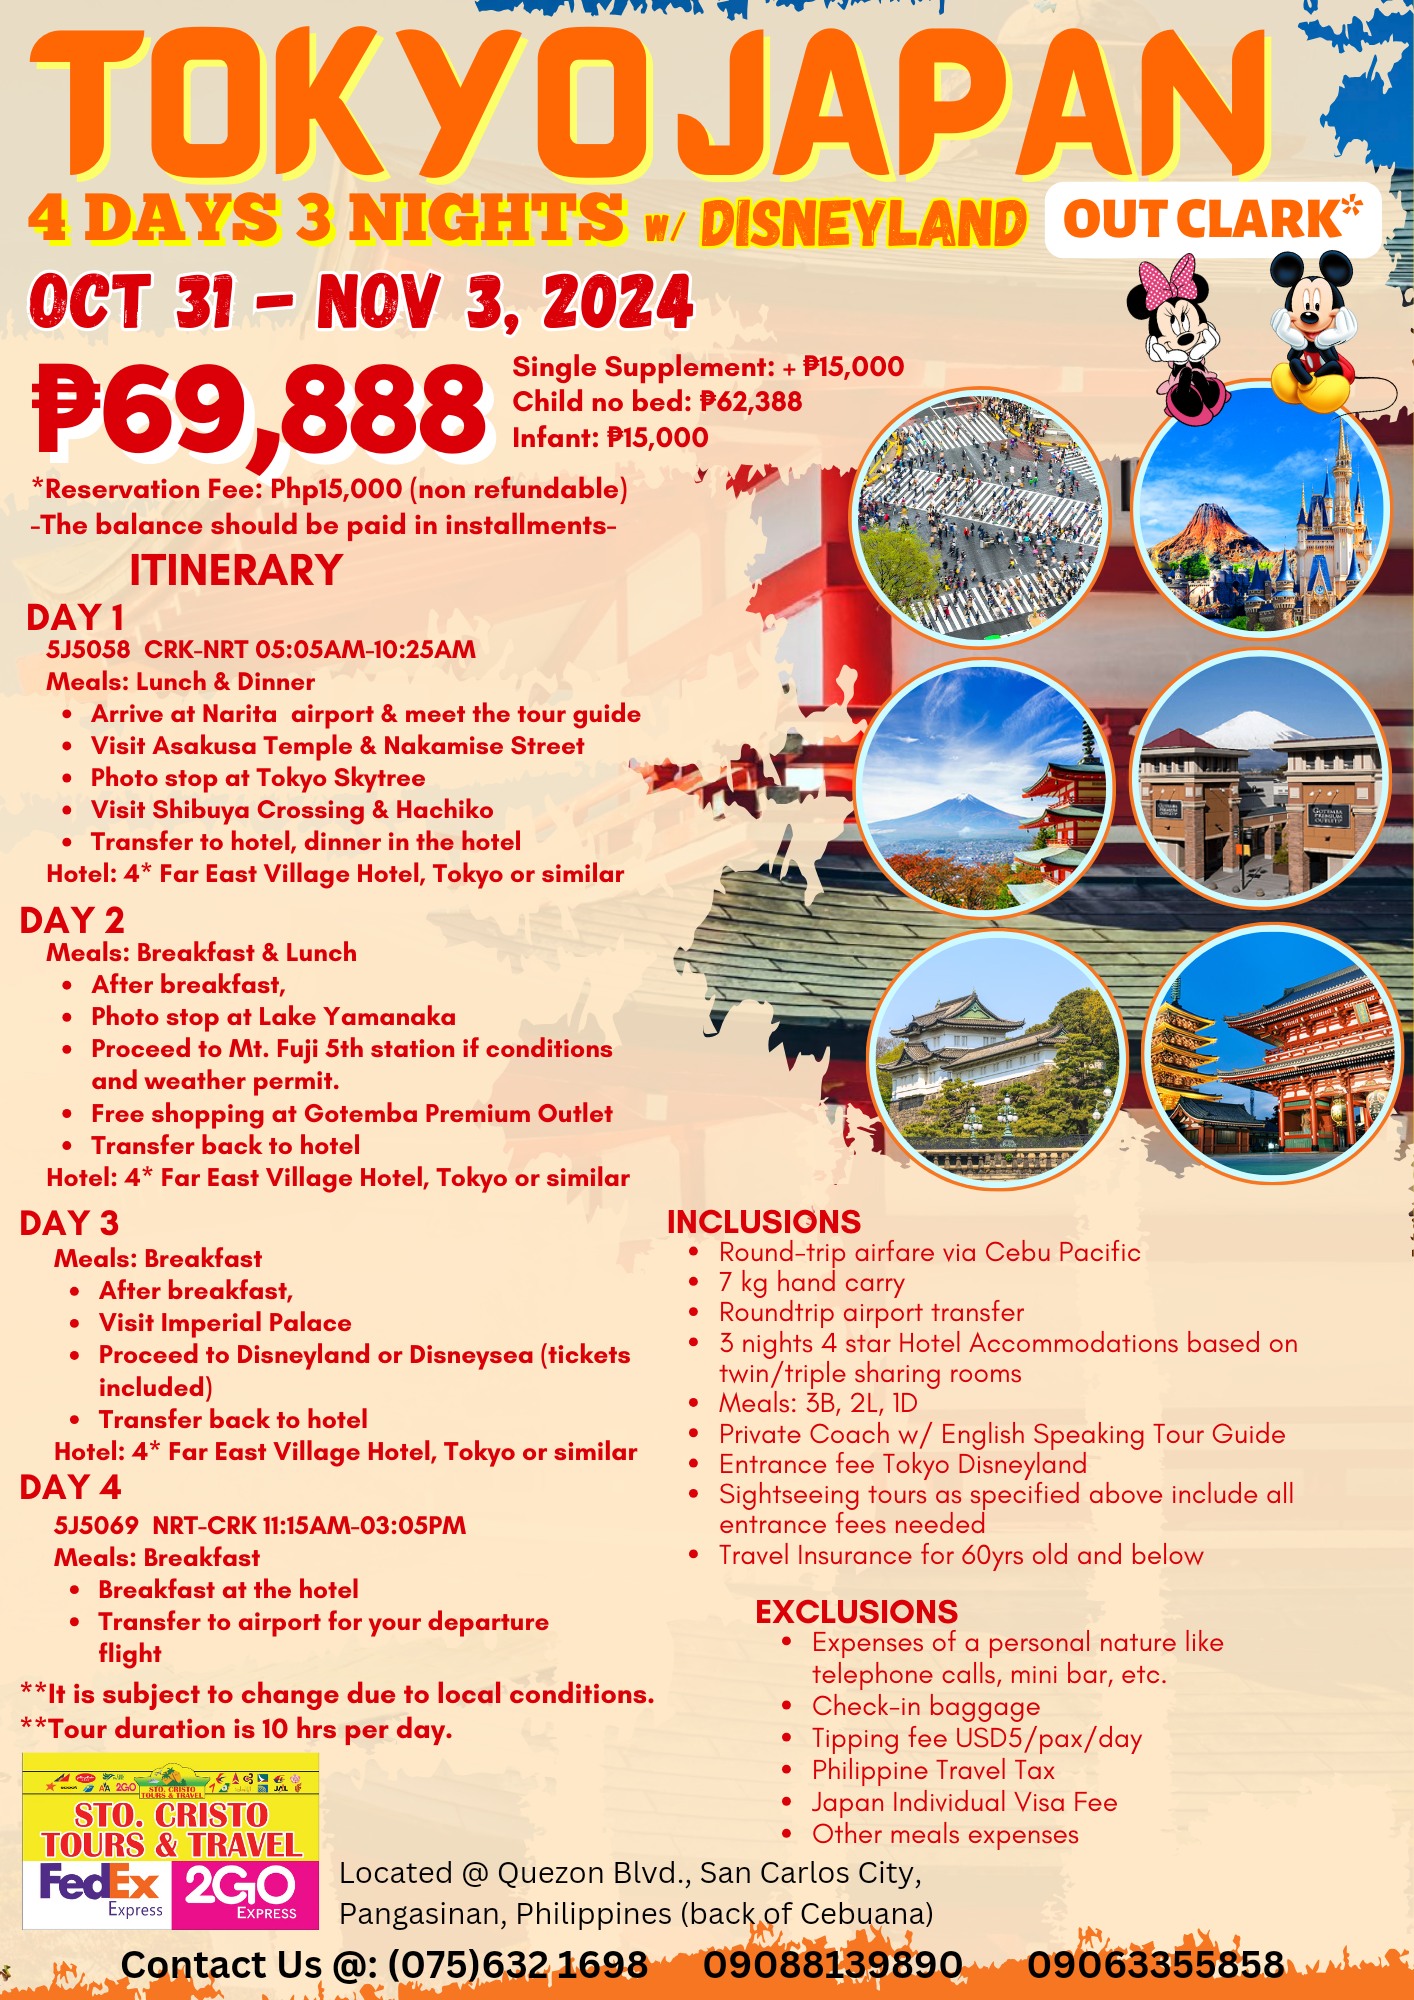 TOKYO JAPAN
4 DAYS 3 NIGHTS w/ DISNEYLAND OUT CLARK*
OCT 31 – NOV 3, 2024
₱69,888
Single Supplement: + ₱15,000
Child no bed: ₱62,388
Infant: ₱15,000
*Reservation Fee: Php15,000 (non refundable)
-The balance should be paid in installments-
ITINERARY
DAY 1
5J5058 CRK-NRT 05:05AM-10:25AM
Meals: Lunch & Dinner
• Arrive at Narita airport & meet the tour guide
• Visit Asakusa Temple & Nakamise Street
• Photo stop at Tokyo Skytree
• Visit Shibuya Crossing & Hachiko
• Transfer to hotel, dinner in the hotel
Hotel: 4* Far East Village Hotel, Tokyo or similar
DAY 2
Meals: Breakfast & Lunch
• After breakfast,
• Photo stop at Lake Yamanaka
• Proceed to Mt. Fuji 5th station if conditions
and weather permit.
• Free shopping at Gotemba Premium Outlet
• Transfer back to hotel
Hotel: 4* Far East Village Hotel, Tokyo or similar
DAY 3
Meals: Breakfast
• After breakfast,
• Visit Imperial Palace
• Proceed to Disneyland or Disneysea (tickets
included)
• Transfer back to hotel
Hotel: 4* Far East Village Hotel, Tokyo or similar
DAY 4
5J5069 NRT-CRK 11:15AM-03:05PM
Meals: Breakfast
• Breakfast at the hotel
• Transfer to airport for your departure
flight
**It is subject to change due to local conditions.
**Tour duration is 10 hrs per day.
GOTEMBA
PREMIUM
OUTLETS
INCLUSIONS
• Round-trip airfare via Cebu Pacific
• 7 kg hand carry
• Roundtrip airport transfer
• 3 nights 4 star Hotel Accommodations based on
twin/triple sharing rooms
• Meals: 3B, 2L, 1D
• Private Coach w/ English Speaking Tour Guide
• Entrance fee Tokyo Disneyland
• Sightseeing tours as specified above include all
entrance fees needed
• Travel Insurance for 60yrs old and below
EXCLUSIONS
• Expenses of a personal nature like
telephone calls, mini bar, etc.
• Check-in baggage
• Tipping fee USD5/pax/day
• Philippine Travel Tax
• Japan Individual Visa Fee
• Other meals expenses
2GO
STO. CRISTO
TOURS & TRAVEL
JAL
STO. CRISTO
TOURS & TRAVEL
FedEx
Express
2GO
EXPRESS
Located @ Quezon Blvd., San Carlos City,
Pangasinan, Philippines (back of Cebuana)
Contact Us @: (075)632 1698 09088139890 09063355858